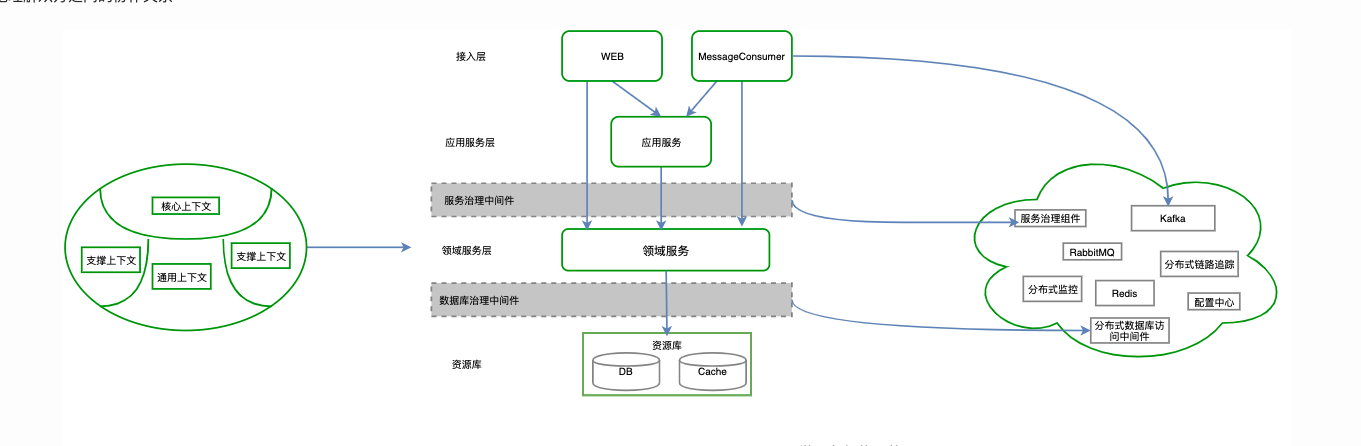 接入层
WEB
MessageConsumer
应用服务层
应用服务
核心上下文
支撑上下文
通用上下文
支撑上下文
服务治理中间件
领域服务层
领域服务
数据库治理中间件
资源库
资源库
DB
Cache
服务治理组件
Kafka
RabbitMQ
分布式链路追踪
分布式监控
Redis
配置中心
分布式数据库访
问中间件